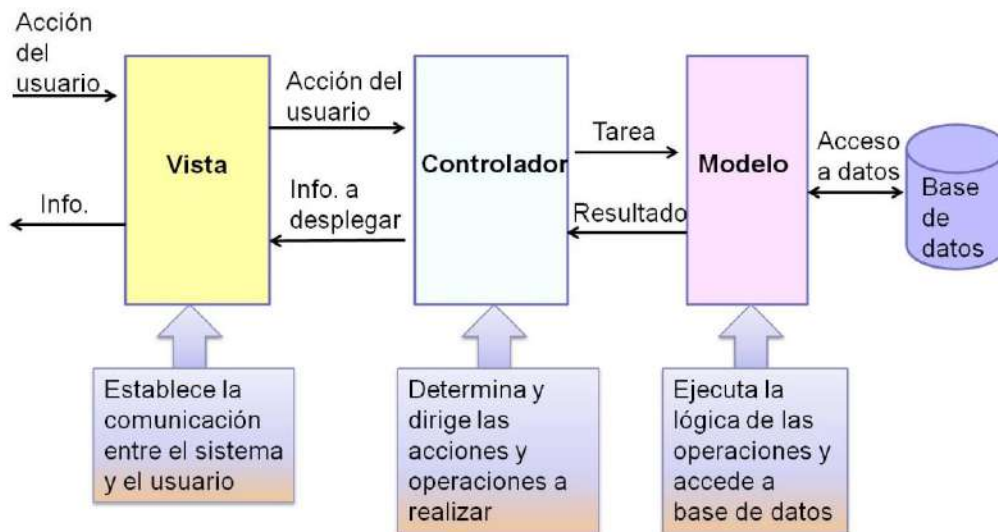 Acción
del
usuario
Vista
Info.
Acción del
usuario
Info. a
desplegar
Controlador
Tarea
Resultado
Modelo
Acceso
a datos
Base
de
datos
Establece la
comunicación
entre el sistema
y el usuario
Determina y
dirige las
acciones y
operaciones a
realizar
Ejecuta la
lógica de las
operaciones y
accede a
base de datos